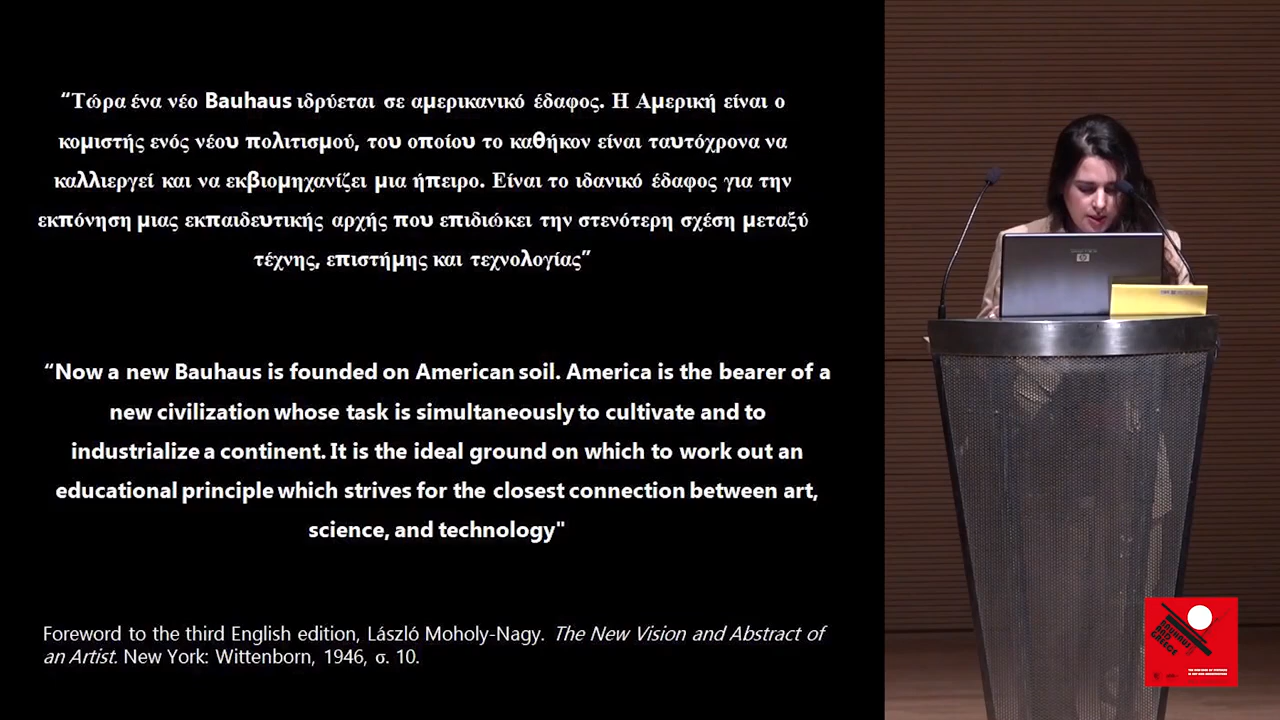 “Τώρα ένα νέο Bauhaus ιδρύεται σε αμερικανικό έδαφος. Η Αμερική είναι ο
κομιστής ενός νέου πολιτισμού, του οποίου το καθήκον είναι ταυτόχρονα να
καλλιεργεί και να εκβιομηχανίζει μια ήπειρο. Είναι το ιδανικό έδαφος για την
εκπόνηση μιας εκπαιδευτικής αρχής που επιδιώκει την στενότερη σχέση μεταξύ
τέχνης, επιστήμης και τεχνολογίας”
“Now a new Bauhaus is founded on American soil. America is the bearer of a
new civilization whose task is simultaneously to cultivate and to
industrialize a continent. It is the ideal ground on which to work out an
educational principle which strives for the closest connection between art,
science, and technology"
Foreword to the third English edition, László Moholy-Nagy. The New Vision and Abstract of
an Artist. New York: Wittenborn, 1946, σ. 10.
hp
BAUHAUS
AND
GREECE